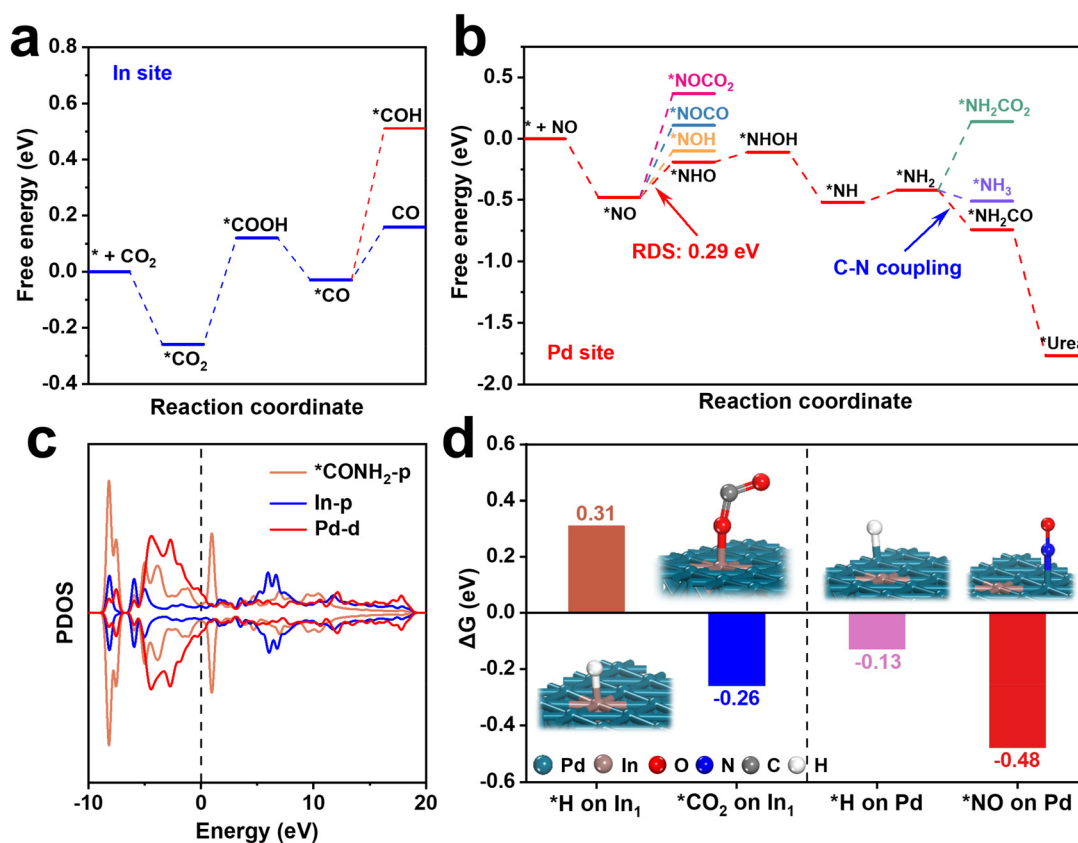 a
In site
0.8
0.6
0.4
0.2
0.0
-0.2
-0.4
Free energy (eV)
* + CO₂
*CO₂
*COOH
*CO
*COH
CO
Reaction coordinate
b
0.5
0.0
-0.5
-1.0
-1.5
-2.0
Free energy (eV)
* + NO
*NO
*NOCO₂
*NOCO
*NOH
*NHO
*NHOH
*NH
*NH₂
*NH₂CO₂
*NH₃
*NH₂CO
*Urea
RDS: 0.29 eV
C-N coupling
Pd site
Reaction coordinate
c
*CONH₂-p
In-p
Pd-d
PDOS
-10
0
10
20
Energy (eV)
d
0.6
0.4
0.2
0.0
-0.2
-0.4
-0.6
ΔG (eV)
0.31
-0.26
-0.13
-0.48
Pd In O N C H
*H on In₁
*CO₂ on In₁
*H on Pd
*NO on Pd